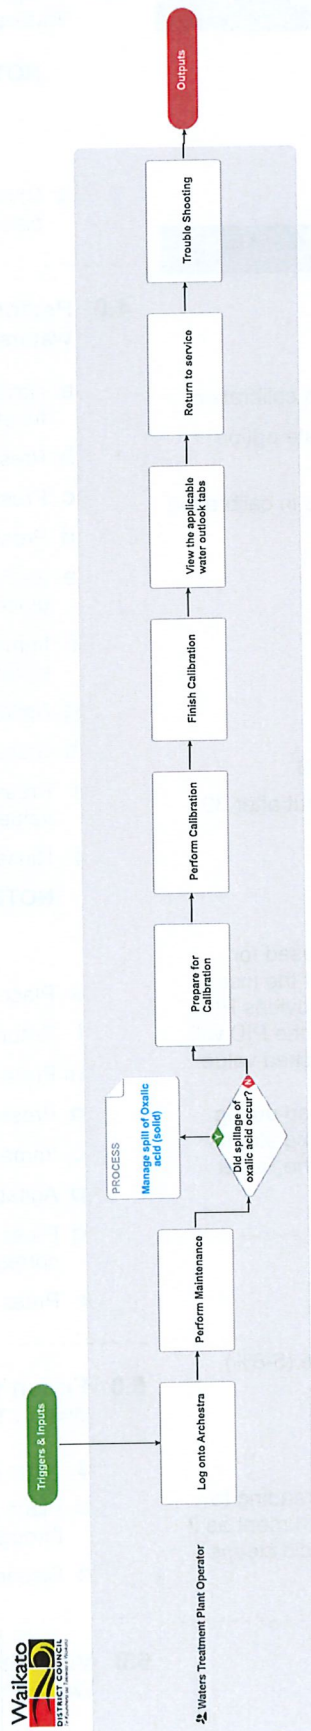 Waikato
DISTRICT COUNCIL
Triggers & Inputs
Waters Treatment Plant Operator
Log onto Archestra
Perform Maintenance
Did spillage of
oxalic acid occur?
Y
N
PROCESS
Manage spill of Oxalic
acid (solid)
Prepare for
Calibration
Perform Calibration
Finish Calibration
View the applicable
water outlook tabs
Return to service
Trouble Shooting
Outputs